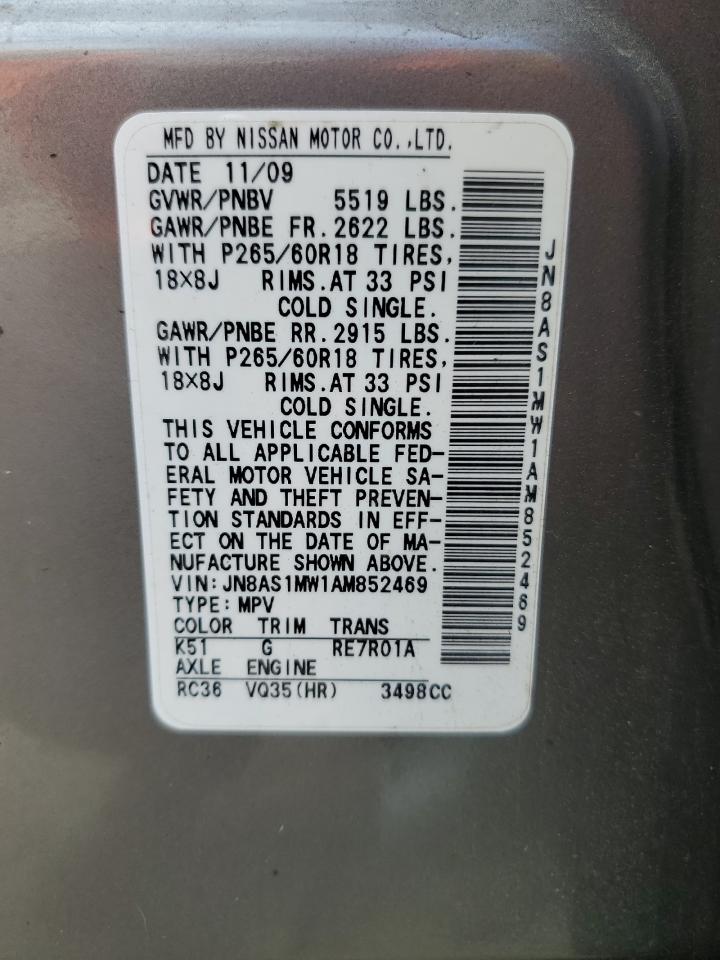 MFD BY NISSAN MOTOR CO.,LTD.
DATE 11/09
GVWR/PNBV 5519 LBS.
GAWR/PNBE FR. 2622 LBS.
WITH P265/60R18 TIRES,
18×8J RIMS.AT 33 PSI
COLD SINGLE.
GAWR/PNBE RR. 2915 LBS.
WITH P265/60R18 TIRES,
18×8J RIMS.AT 33 PSI
COLD SINGLE.
THIS VEHICLE CONFORMS
TO ALL APPLICABLE FED-
ERAL MOTOR VEHICLE SA-
FETY AND THEFT PREVEN-
TION STANDARDS IN EFF-
ECT ON THE DATE OF MA-
NUFACTURE SHOWN ABOVE.
VIN:JN8AS1MW1AM852469
TYPE:MPV
COLOR TRIM TRANS
K51 G RE7R01A
AXLE ENGINE
RC36 VQ35(HR) 3498CC
JN8AS1MW1AM852469